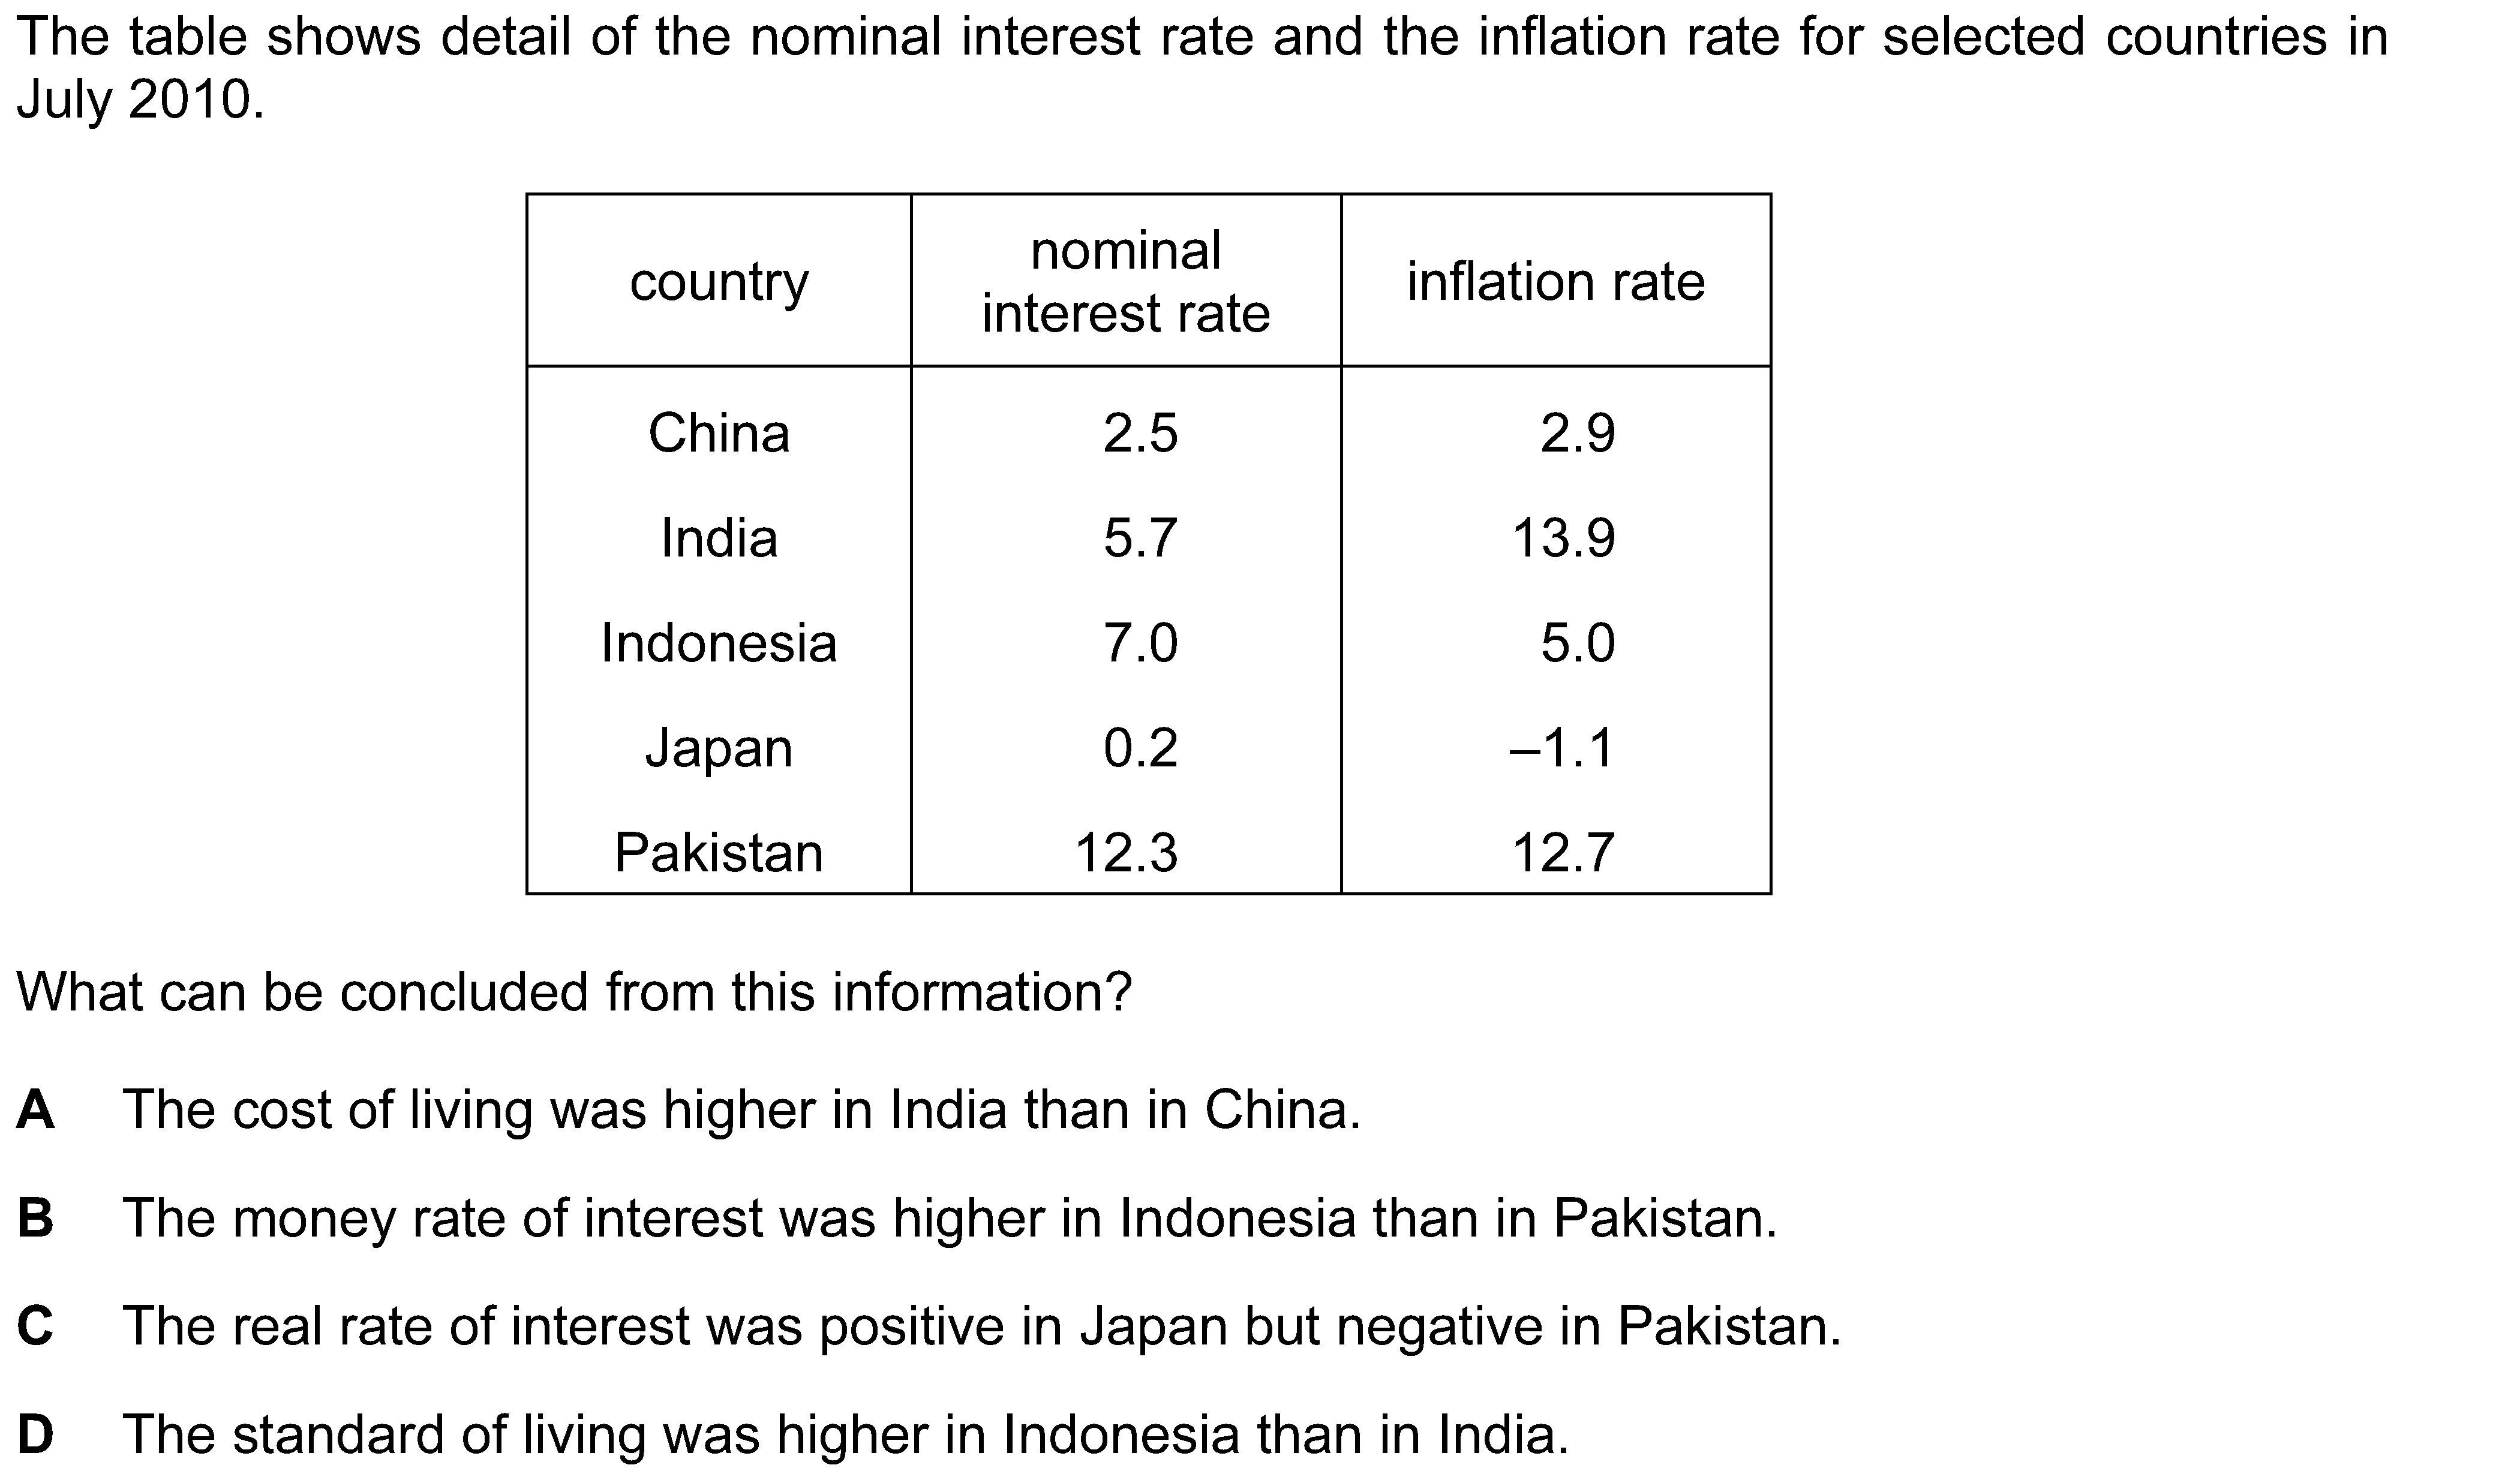 The table shows detail of the nominal interest rate and the inflation rate for selected countries in
July 2010.
country
nominal
interest rate
inflation rate
China 2.5 2.9
India 5.7 13.9
Indonesia 7.0 5.0
Japan 0.2 –1.1
Pakistan 12.3 12.7
What can be concluded from this information?
A The cost of living was higher in India than in China.
B The money rate of interest was higher in Indonesia than in Pakistan.
C The real rate of interest was positive in Japan but negative in Pakistan.
D The standard of living was higher in Indonesia than in India.